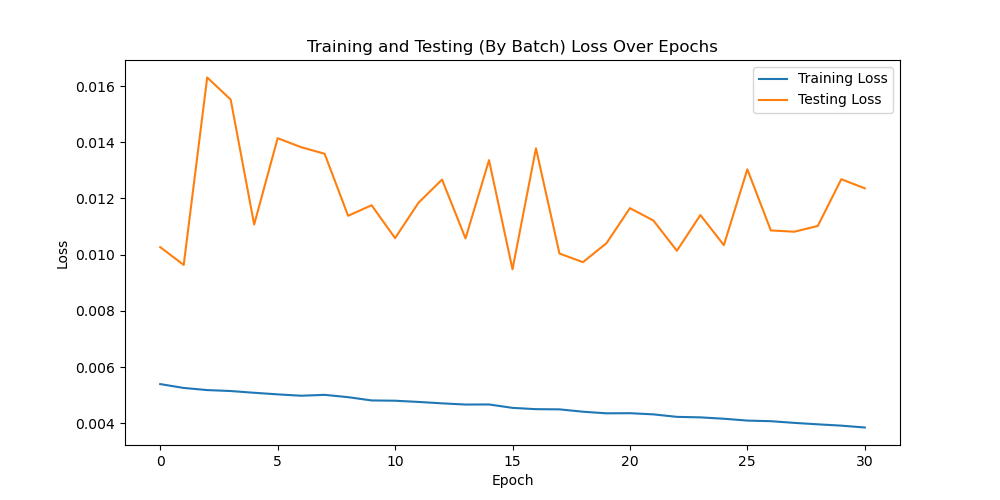 Training and Testing (By Batch) Loss Over Epochs
Training Loss
Testing Loss
0.016
0.014
0.012
0.010
0.008
0.006
0.004
Loss
0 5 10 15 20 25 30
Epoch